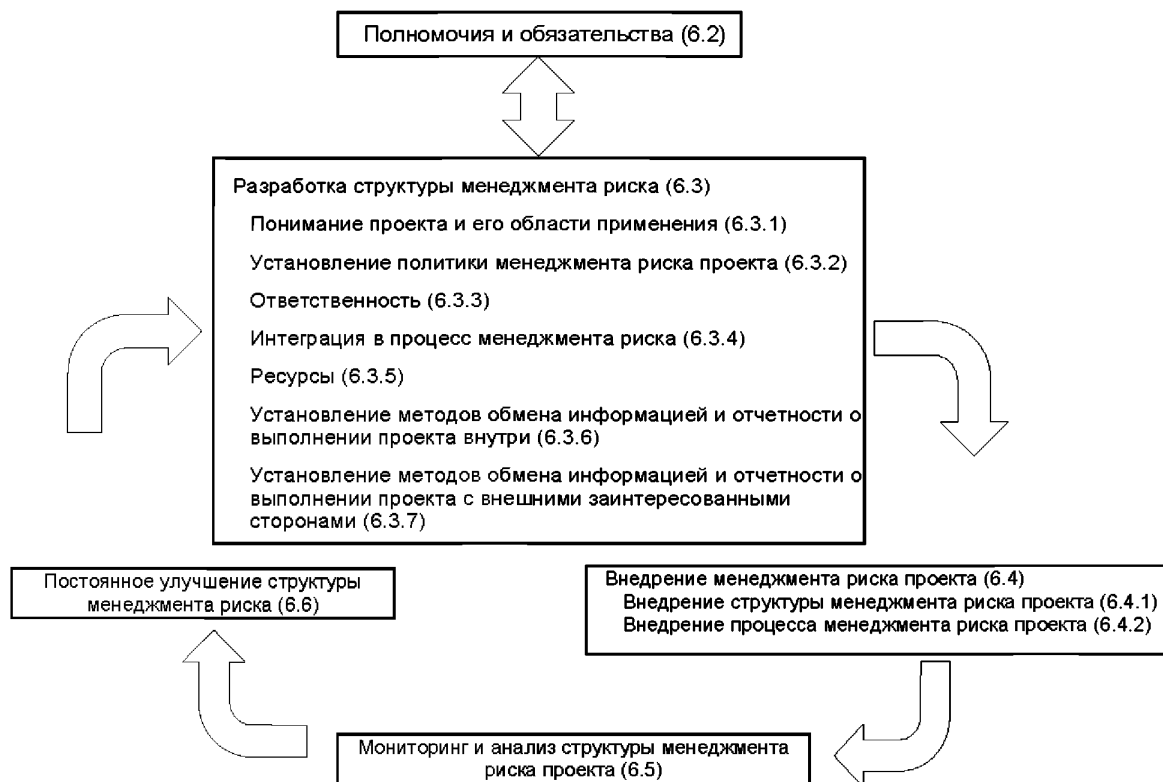 Полномочия и обязательства (6.2)
Разработка структуры менеджмента риска (6.3)
Понимание проекта и его области применения (6.3.1)
Установление политики менеджмента риска проекта (6.3.2)
Ответственность (6.3.3)
Интеграция в процесс менеджмента риска (6.3.4)
Ресурсы (6.3.5)
Установление методов обмена информацией и отчетности о
выполнении проекта внутри (6.3.6)
Установление методов обмена информацией и отчетности о
выполнении проекта с внешними заинтересованными
сторонами (6.3.7)
Внедрение менеджмента риска проекта (6.4)
Внедрение структуры менеджмента риска проекта (6.4.1)
Внедрение процесса менеджмента риска проекта (6.4.2)
Мониторинг и анализ структуры менеджмента
риска проекта (6.5)
Постоянное улучшение структуры
менеджмента риска (6.6)